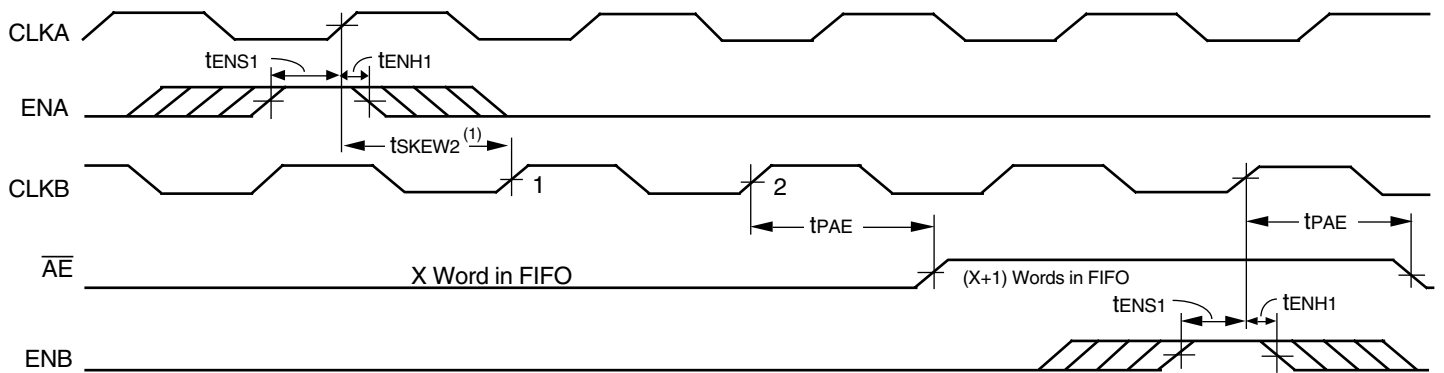 CLKA
tENS1 tENH1
ENA
tSKEW2(1)
CLKB 1 2
tPAE tPAE
AE X Word in FIFO (X+1) Words in FIFO
tENS1 tENH1
ENB